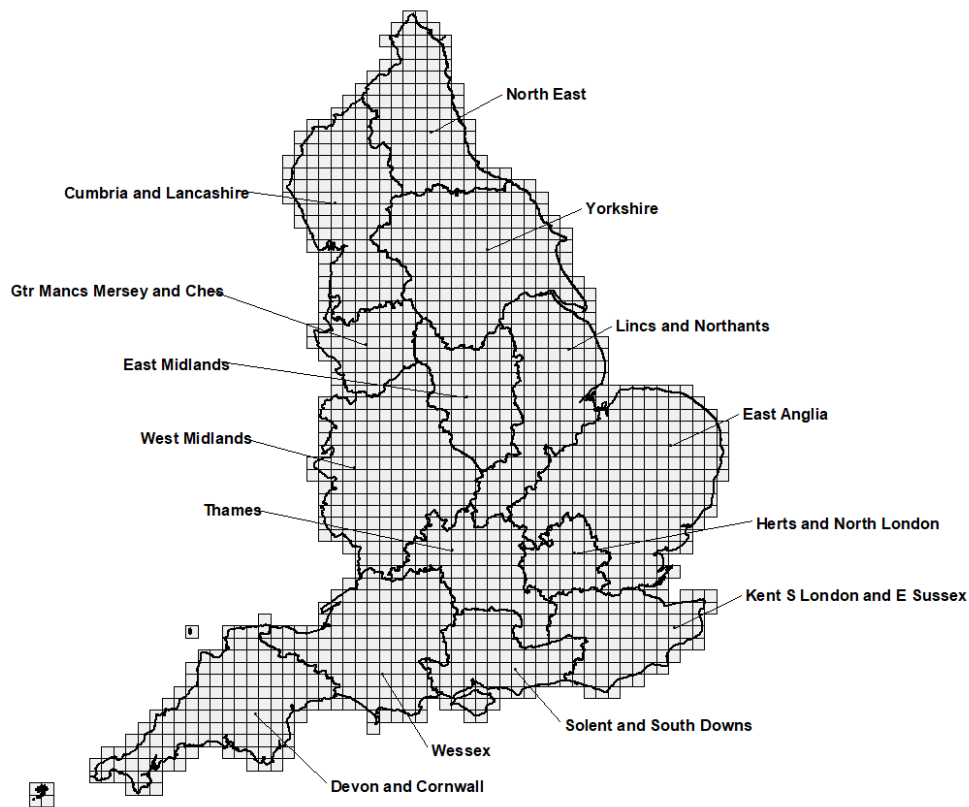 North East
Cumbria and Lancashire
Yorkshire
Gtr Mancs Mersey and Ches
Lincs and Northants
East Midlands
East Anglia
West Midlands
Thames
Herts and North London
Kent S London and E Sussex
Solent and South Downs
Wessex
Devon and Cornwall